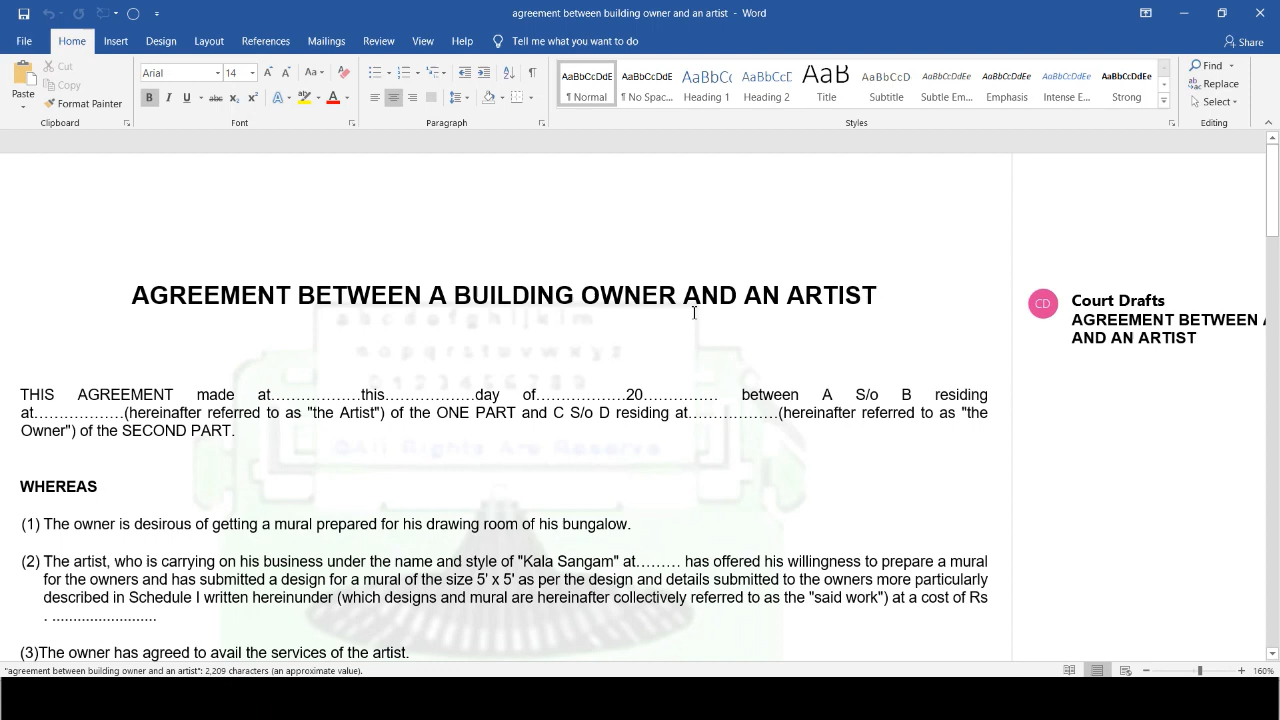 agreement between building owner and an artist - Word
File Home Insert Design Layout References Mailings Review View Help Tell me what you want to do Share
Paste Cut Copy Format Painter
Clipboard
Arial 14
Font
Paragraph
AaBbCcDdE AaBbCcDdE AaBbCc AaBbCcE AaB AaBbCcD AaBbCcDdEe AaBbCcDdEe AaBbCcDdEe AaBbCcDdEe
¶ Normal ¶ No Spac... Heading 1 Heading 2 Title Subtitle Subtle Em... Emphasis Intense E... Strong
Styles
Find
Replace
Select
Editing
AGREEMENT BETWEEN A BUILDING OWNER AND AN ARTIST
CD Court Drafts
AGREEMENT BETWEEN A
AND AN ARTIST
THIS AGREEMENT made at………………this………………day of………………20…………… between A S/o B residing
at………………(hereinafter referred to as "the Artist") of the ONE PART and C S/o D residing at………………(hereinafter referred to as "the
Owner") of the SECOND PART.
WHEREAS
(1) The owner is desirous of getting a mural prepared for his drawing room of his bungalow.
(2) The artist, who is carrying on his business under the name and style of "Kala Sangam" at……… has offered his willingness to prepare a mural
for the owners and has submitted a design for a mural of the size 5' x 5' as per the design and details submitted to the owners more particularly
described in Schedule I written hereinunder (which designs and mural are hereinafter collectively referred to as the "said work") at a cost of Rs
. ..........................
(3)The owner has agreed to avail the services of the artist.
©All Rights Are Reserve
"agreement between building owner and an artist": 2,209 characters (an approximate value).
160%